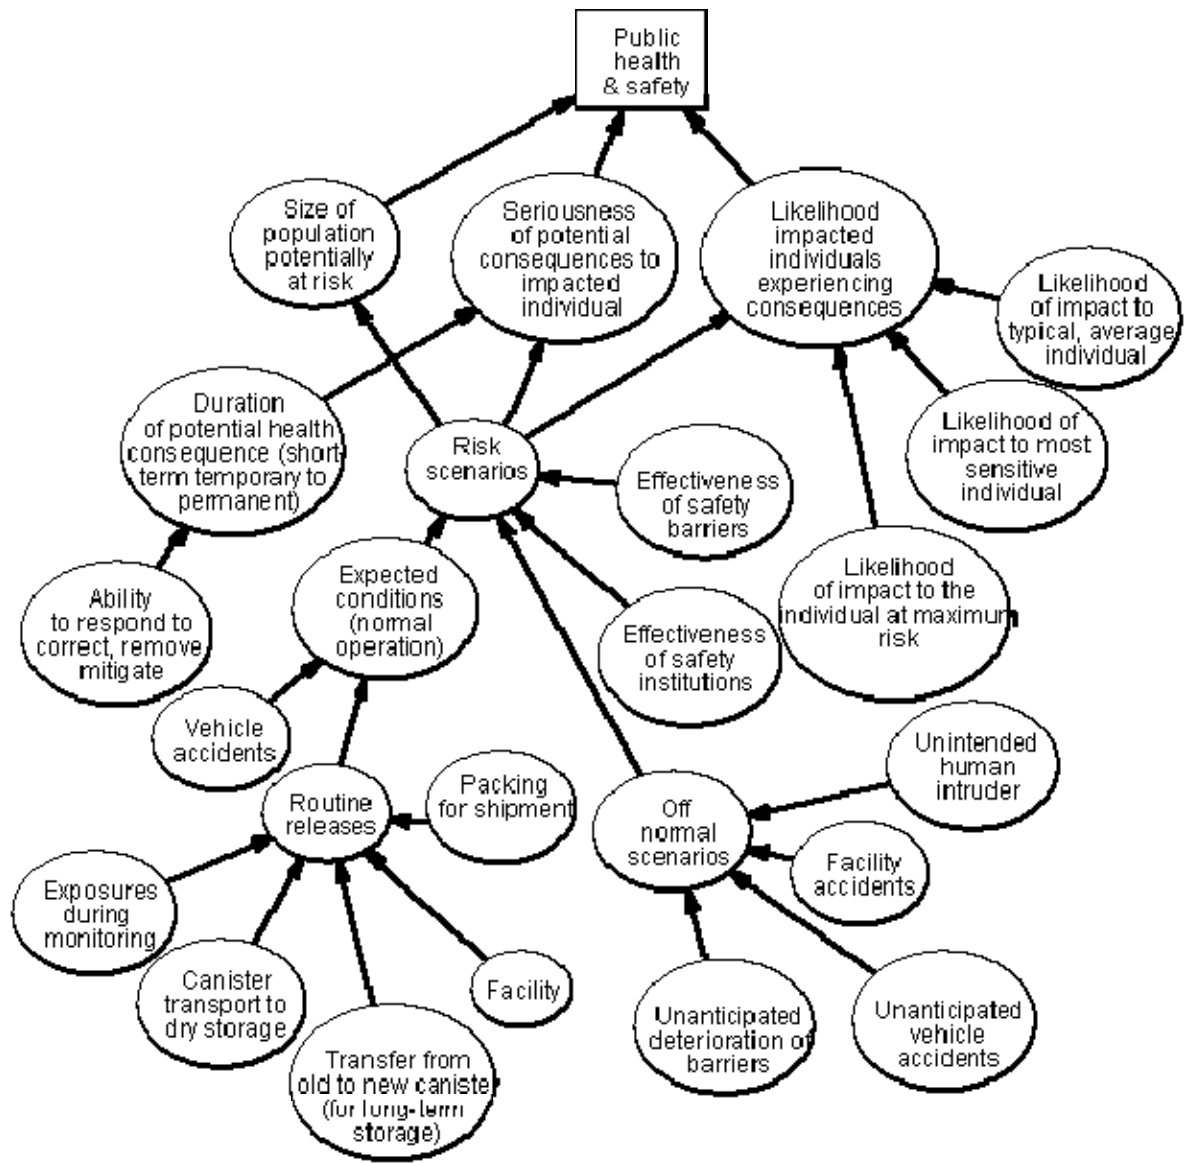 Public
health
& safety
Size of
population
potentially
at risk
Seriousness
of potential
consequences to
impacted
individual
Likelihood
impacted
individuals
experiencing
consequences
Likelihood
of impact to
typical, average
individual
Duration
of potential health
consequence (short-
term temporary to
permanent)
Risk
scenarios
Effectiveness
of safety
barriers
Likelihood of
impact to most
sensitive
individual
Ability
to respond to
correct, remove
mitigate
Expected
conditions
(normal
operation)
Effectiveness
of safety
institutions
Likelihood
of impact to the
individual at maximum
risk
Vehicle
accidents
Routine
releases
Packing
for shipment
Off
normal
scenarios
Unintended
human
intruder
Facility
accidents
Exposures
during
monitoring
Canister
transport to
dry storage
Facility
Transfer from
old to new caniste
(for long-term
storage)
Unanticipated
deterioration of
barriers
Unanticipated
vehicle
accidents